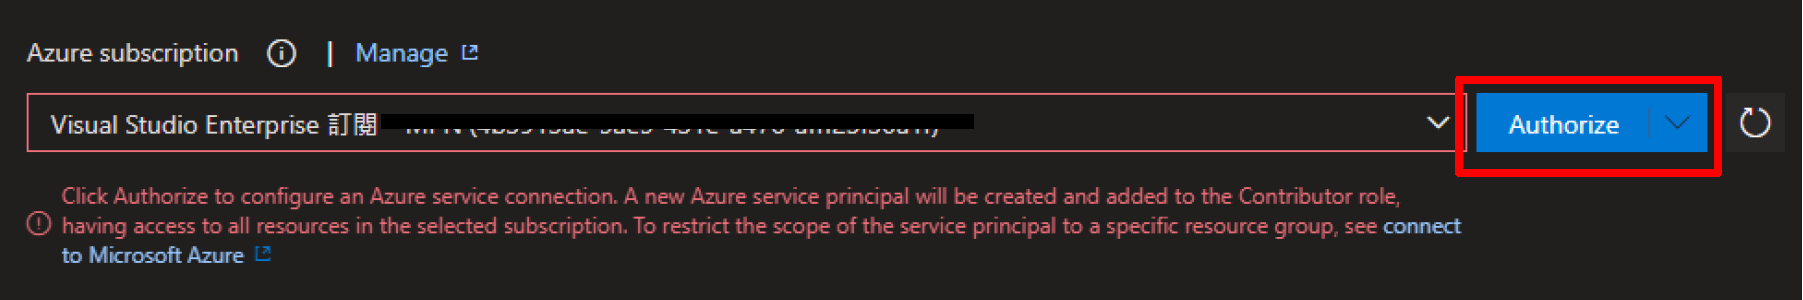 Azure subscription | Manage
Visual Studio Enterprise 訂閱
Authorize
Click Authorize to configure an Azure service connection. A new Azure service principal will be created and added to the Contributor role,
having access to all resources in the selected subscription. To restrict the scope of the service principal to a specific resource group, see connect
to Microsoft Azure